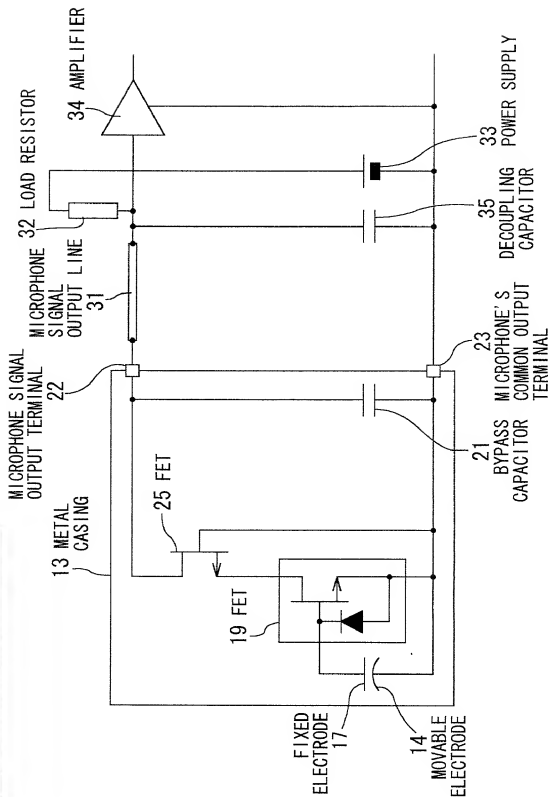 34 AMPLIFIER
32 LOAD RESISTOR
MICROPHONE
SIGNAL
OUTPUT LINE
31
MICROPHONE SIGNAL
OUTPUT TERMINAL
22
13 METAL
CASING
25 FET
19 FET
FIXED
ELECTRODE
17
14
MOVABLE
ELECTRODE
21
BYPASS
CAPACITOR
23
MICROPHONE'S
COMMON OUTPUT
TERMINAL
35
DECOUPLING
CAPACITOR
33
POWER SUPPLY